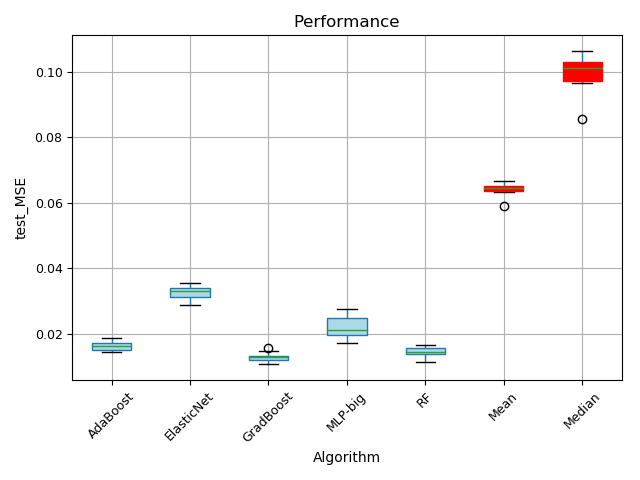 Performance
test_MSE
0.10
0.08
0.06
0.04
0.02
AdaBoost
ElasticNet
GradBoost
MLP-big
RF
Mean
Median
Algorithm